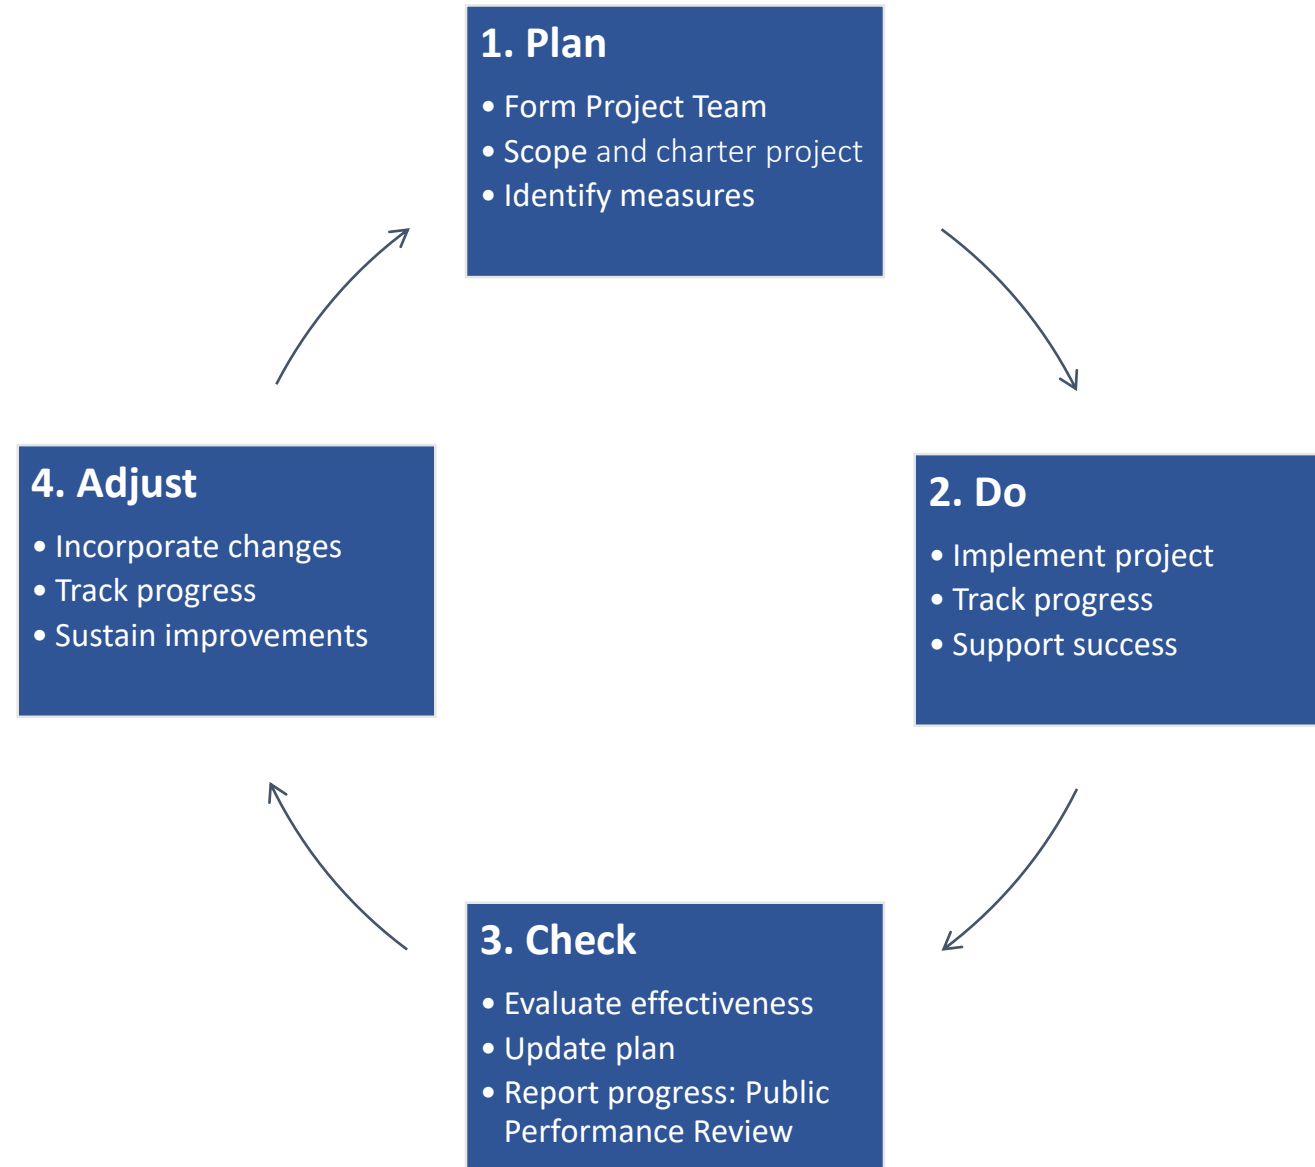 1. Plan
• Form Project Team
• Scope and charter project
• Identify measures
2. Do
• Implement project
• Track progress
• Support success
3. Check
• Evaluate effectiveness
• Update plan
• Report progress: Public
Performance Review
4. Adjust
• Incorporate changes
• Track progress
• Sustain improvements